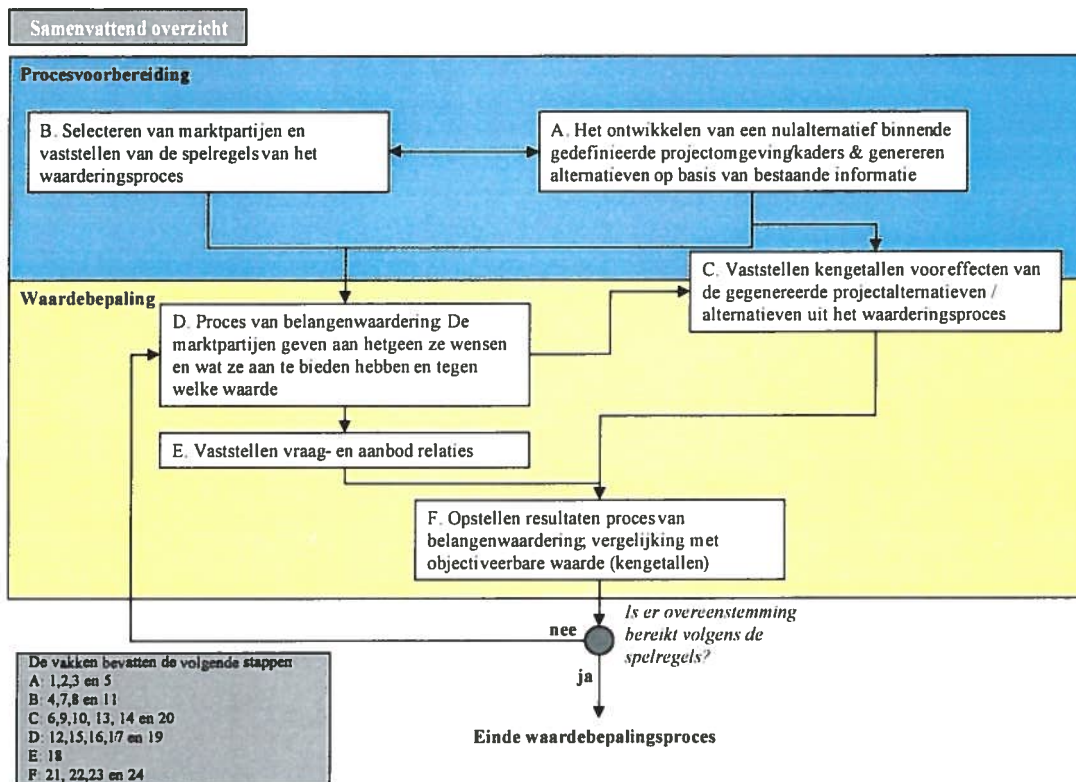 Samenvattend overzicht
Procesvoorbereiding
B. Selecteren van marktpartijen en
vaststellen van de spelregels van het
waarderingsproces
A. Het ontwikkelen van een nulalternatief binnende
gedefinieerde projectomgeving/kaders & genereren
alternatieven op basis van bestaande informatie
C. Vaststellen kengetallen voor effecten van
de gegenereerde projectalternatieven /
alternatieven uit het waarderingsproces
Waardebepaling
D. Proces van belangenwaardering. De
marktpartijen geven aan hetgeen ze wensen
en wat ze aan te bieden hebben en tegen
welke waarde
E. Vaststellen vraag- en aanbod relaties
F. Opstellen resultaten proces van
belangenwaardering; vergelijking met
objectiveerbare waarde (kengetallen)
Is er overeenstemming
bereikt volgens de
spelregels?
nee
ja
Einde waardebepalingsproces
De vakken bevatten de volgende stappen
A: 1,2,3 en 5
B: 4,7,8 en 11
C: 6,9,10, 13, 14 en 20
D: 12,15,16,17 en 19
E: 18
F: 21, 22,23 en 24